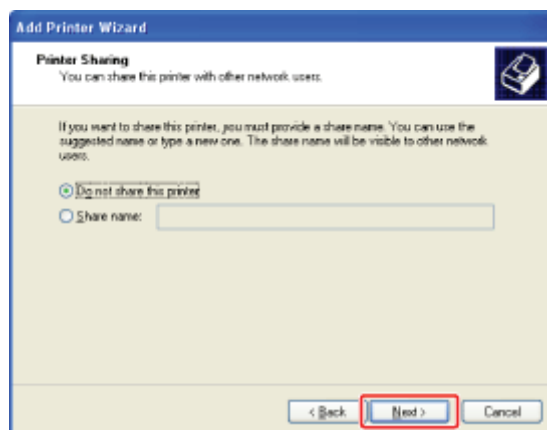 Add Printer Wizard
Printer Sharing
You can share this printer with other network users.
If you want to share this printer, you must provide a share name. You can use the
suggested name or type a new one. The share name will be visible to other network
users.
Do not share this printer
Share name:
< Back
Next >
Cancel